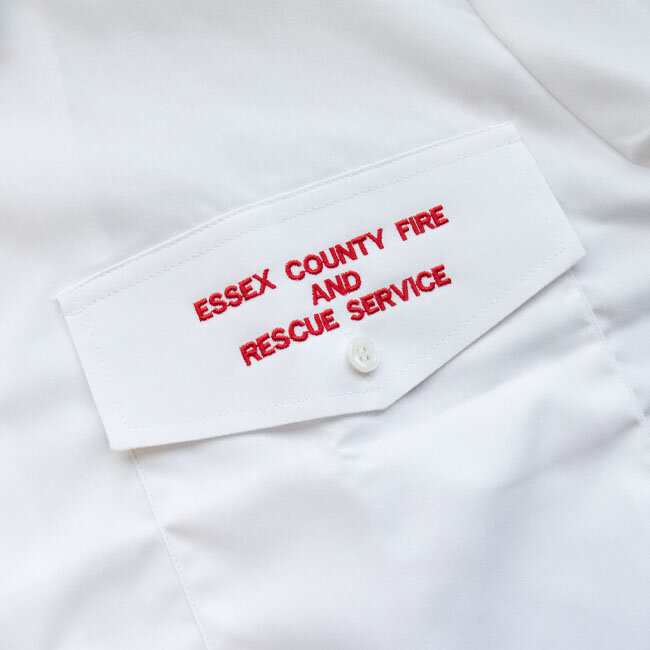 ESSEX COUNTY FIRE
AND
RESCUE SERVICE